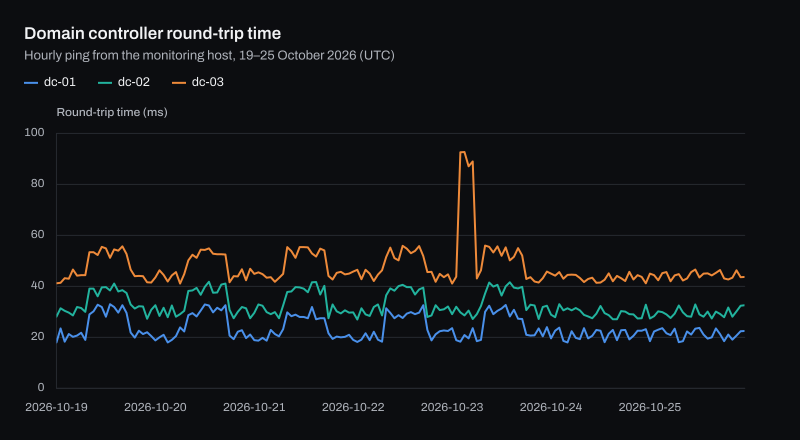 Domain controller round-trip time
Hourly ping from the monitoring host, 19–25 October 2026 (UTC)
dc-01 dc-02 dc-03
Round-trip time (ms)
100
80
60
40
20
0
2026-10-19 2026-10-20 2026-10-21 2026-10-22 2026-10-23 2026-10-24 2026-10-25